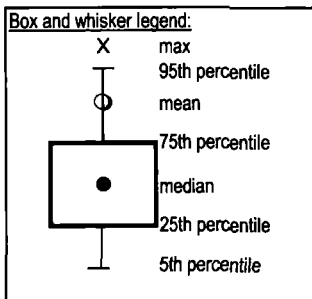 Box and whisker legend:
max
95th percentile
mean
75th percentile
median
25th percentile
5th percentile